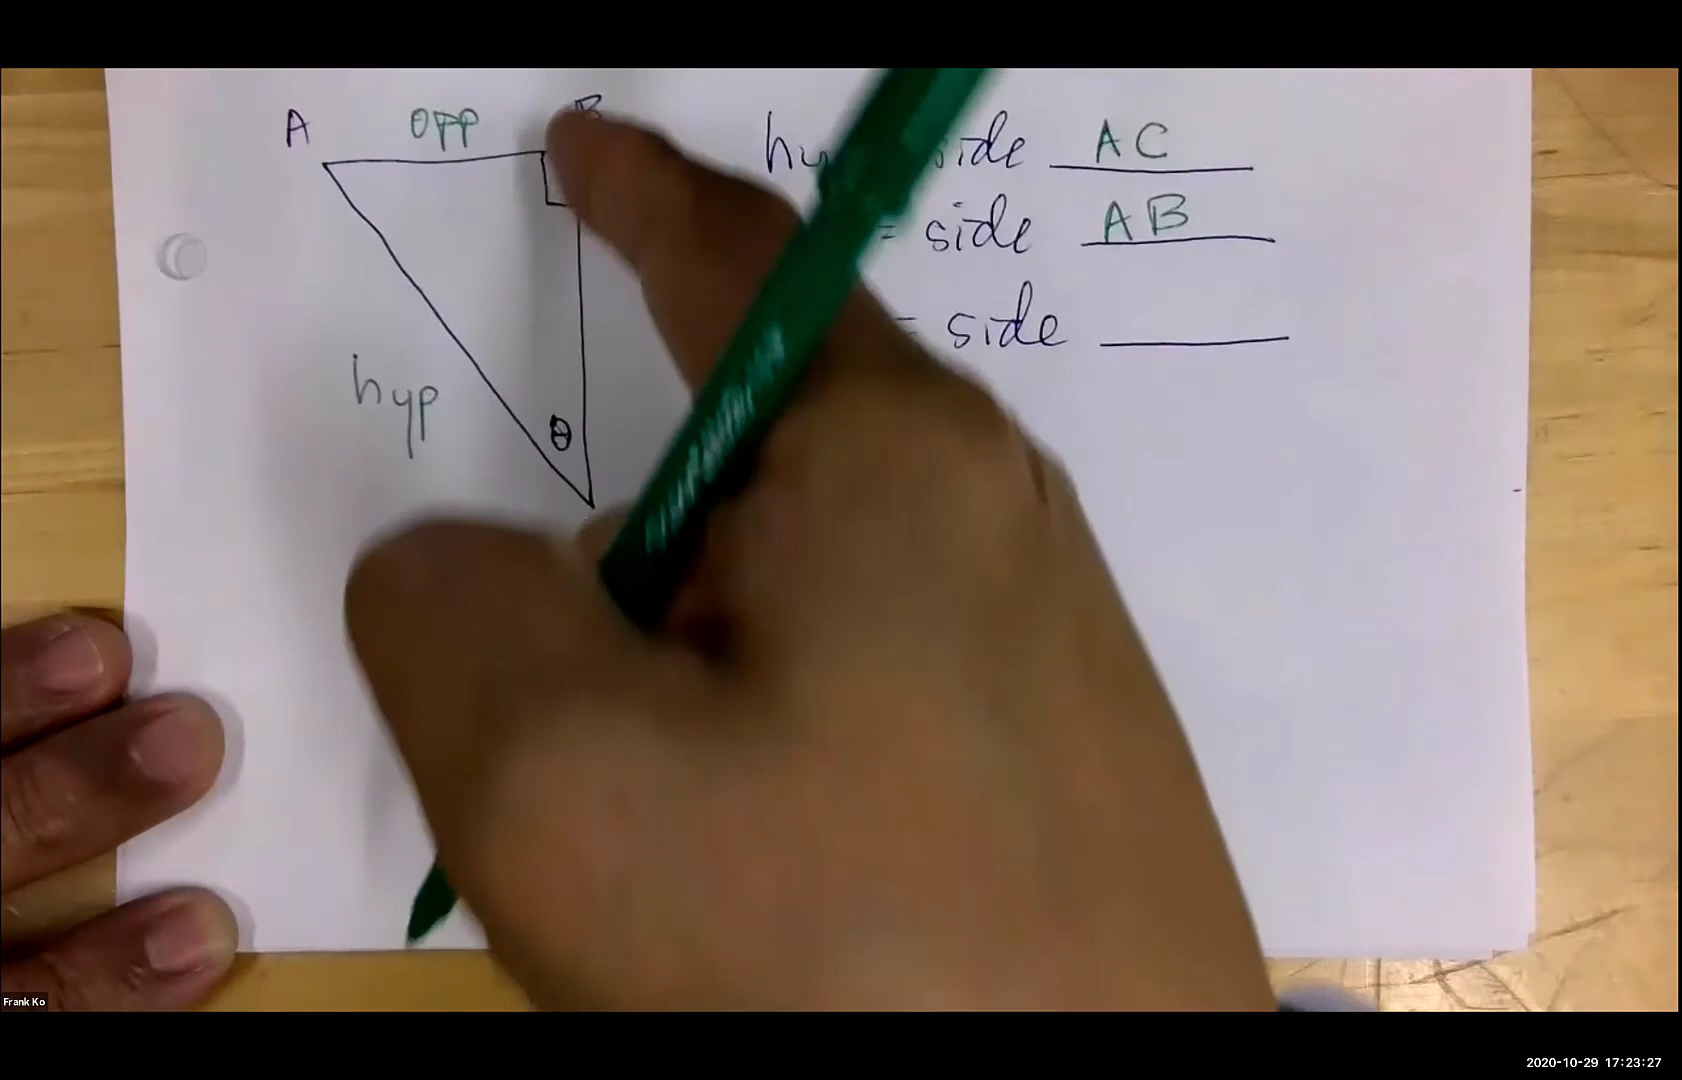 A OPP B
side AC
= side AB
= side
hyp
θ
Frank Ko
2020-10-29 17:23:27